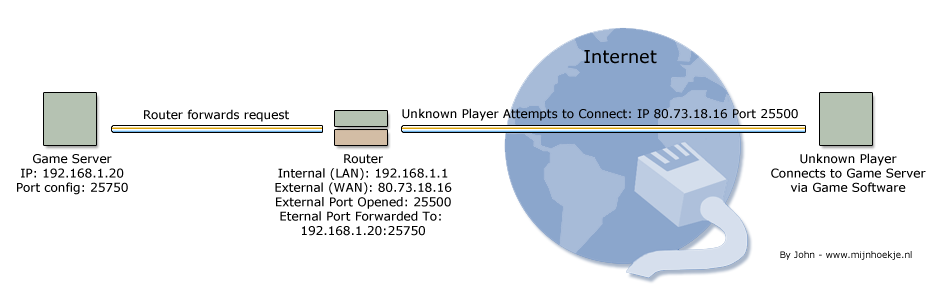 Internet
Router forwards request
Unknown Player Attempts to Connect: IP 80.73.18.16 Port 25500
Game Server
IP: 192.168.1.20
Port config: 25750
Router
Internal (LAN): 192.168.1.1
External (WAN): 80.73.18.16
External Port Opened: 25500
Eternal Port Forwarded To:
192.168.1.20:25750
Unknown Player
Connects to Game Server
via Game Software
By John - www.mijnhoekje.nl